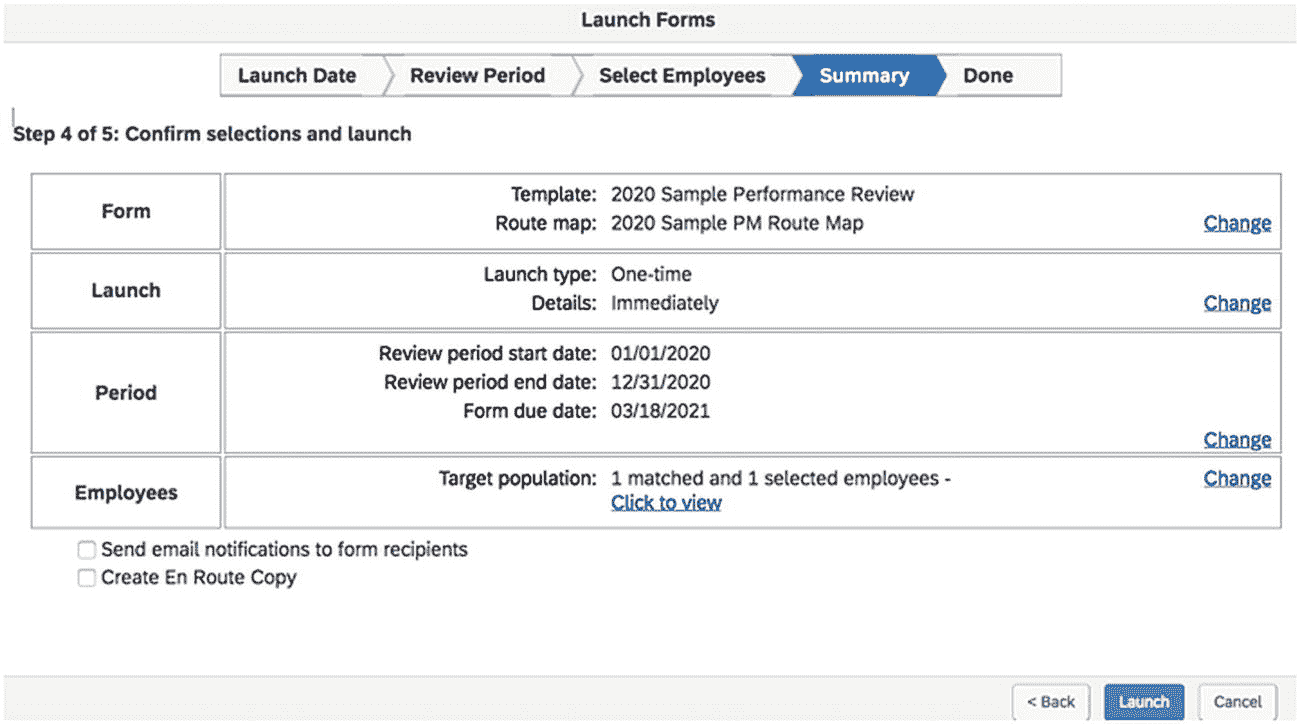 Launch Forms
Launch Date Review Period Select Employees Summary Done
Step 4 of 5: Confirm selections and launch
Form
Template: 2020 Sample Performance Review
Route map: 2020 Sample PM Route Map
Change
Launch
Launch type: One-time
Details: Immediately
Change
Period
Review period start date: 01/01/2020
Review period end date: 12/31/2020
Form due date: 03/18/2021
Change
Employees
Target population: 1 matched and 1 selected employees -
Click to view
Change
Send email notifications to form recipients
Create En Route Copy
< Back Launch Cancel